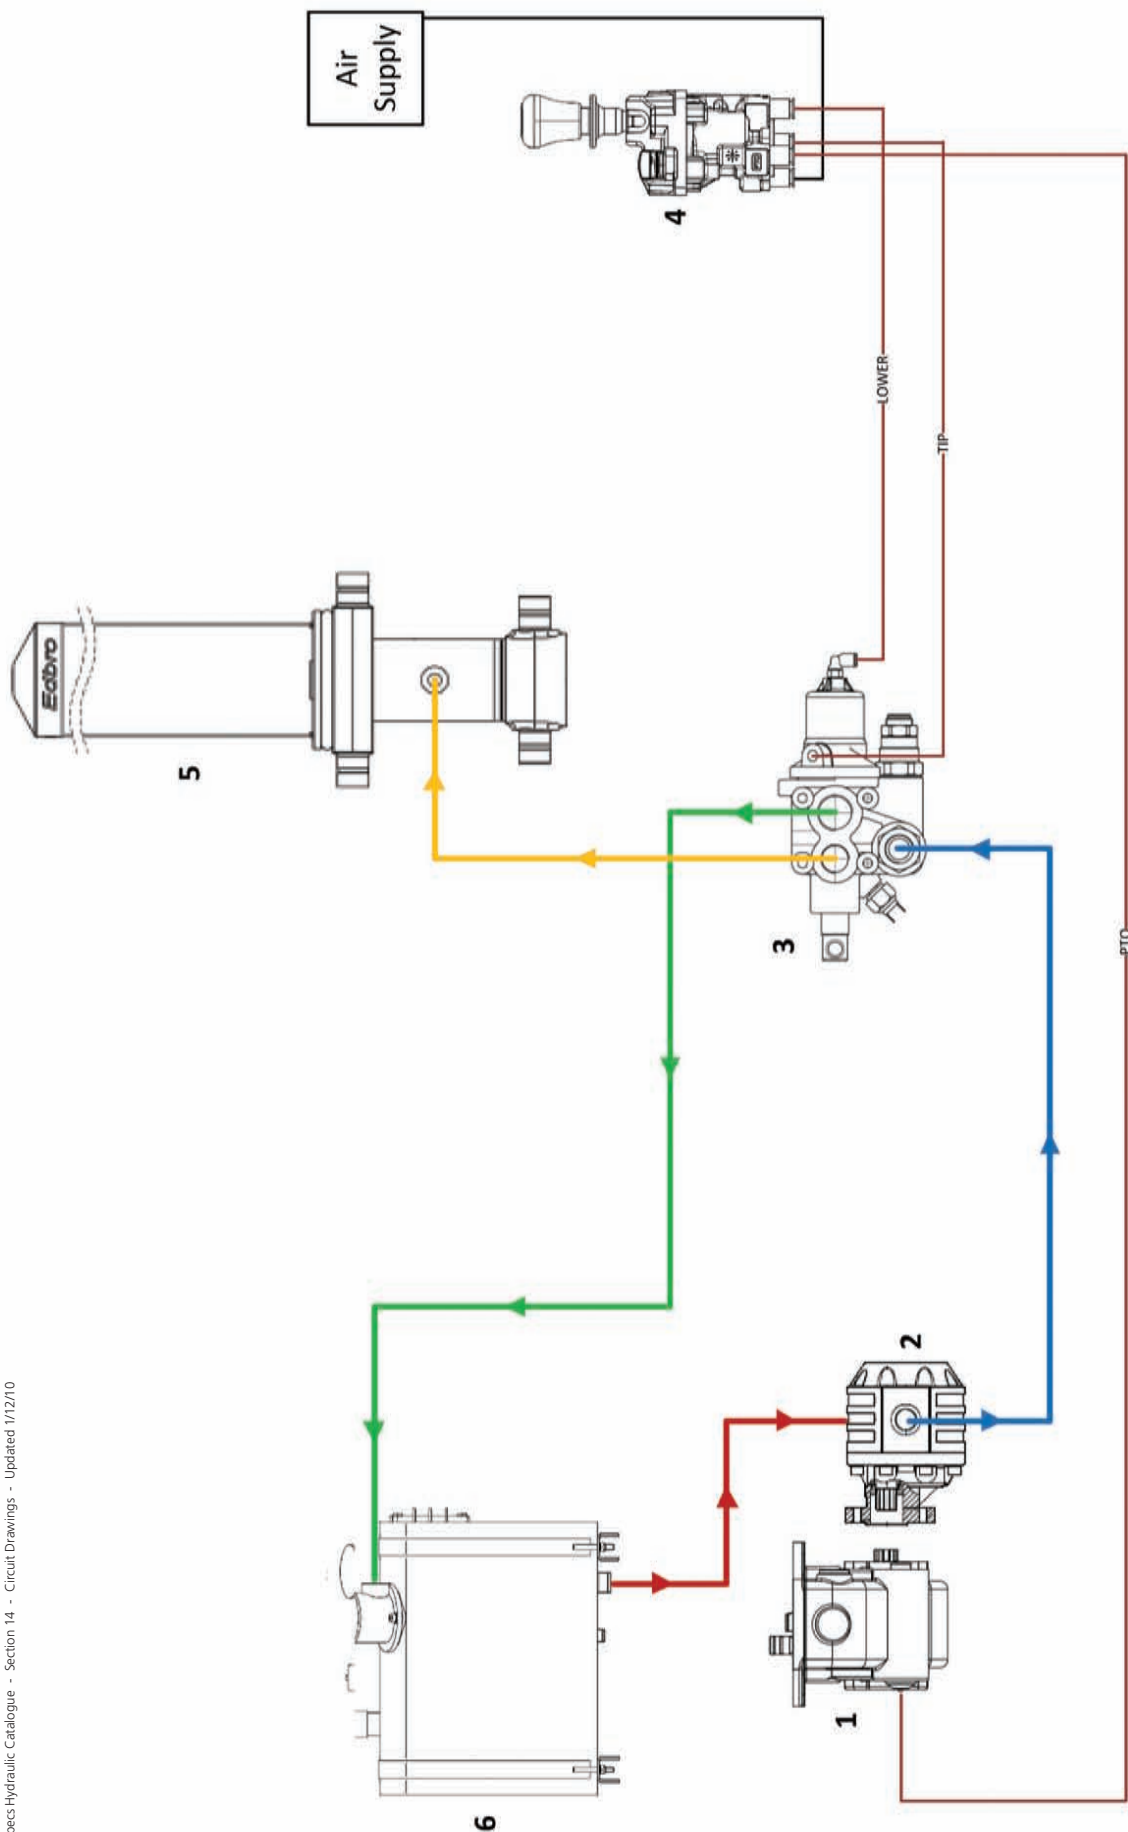 Air
Supply
4
LOWER
TIP
Edbro
5
3
PTO
2
1
6
Hydraulic Catalogue - Section 14 - Circuit Drawings - Updated 1/12/10